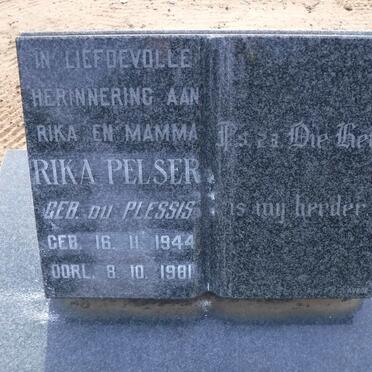 IN LIEFDEVOLLE
HERINNERING AAN
RIKA EN MAMMA
RIKA PELSER
GEB. DU PLESSIS
GEB. 16. 11. 1944
OORL. 8. 10. 1981
Ps 23 Die
is my herder